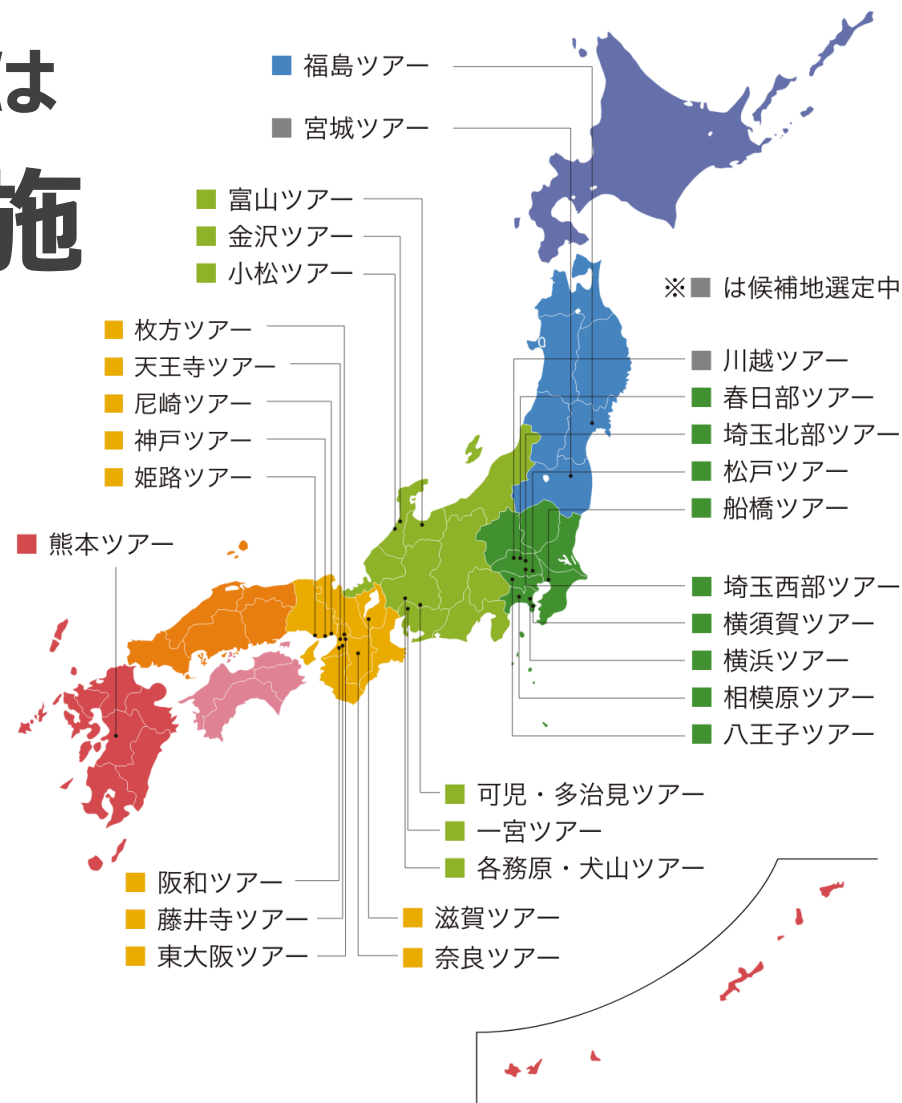 は
施
福島ツアー
宮城ツアー
富山ツアー
金沢ツアー
小松ツアー
※■は候補地選定中
枚方ツアー
天王寺ツアー
尼崎ツアー
神戸ツアー
姫路ツアー
川越ツアー
春日部ツアー
埼玉北部ツアー
松戸ツアー
船橋ツアー
熊本ツアー
埼玉西部ツアー
横須賀ツアー
横浜ツアー
相模原ツアー
八王子ツアー
可児・多治見ツアー
一宮ツアー
各務原・犬山ツアー
阪和ツアー
藤井寺ツアー
東大阪ツアー
滋賀ツアー
奈良ツアー